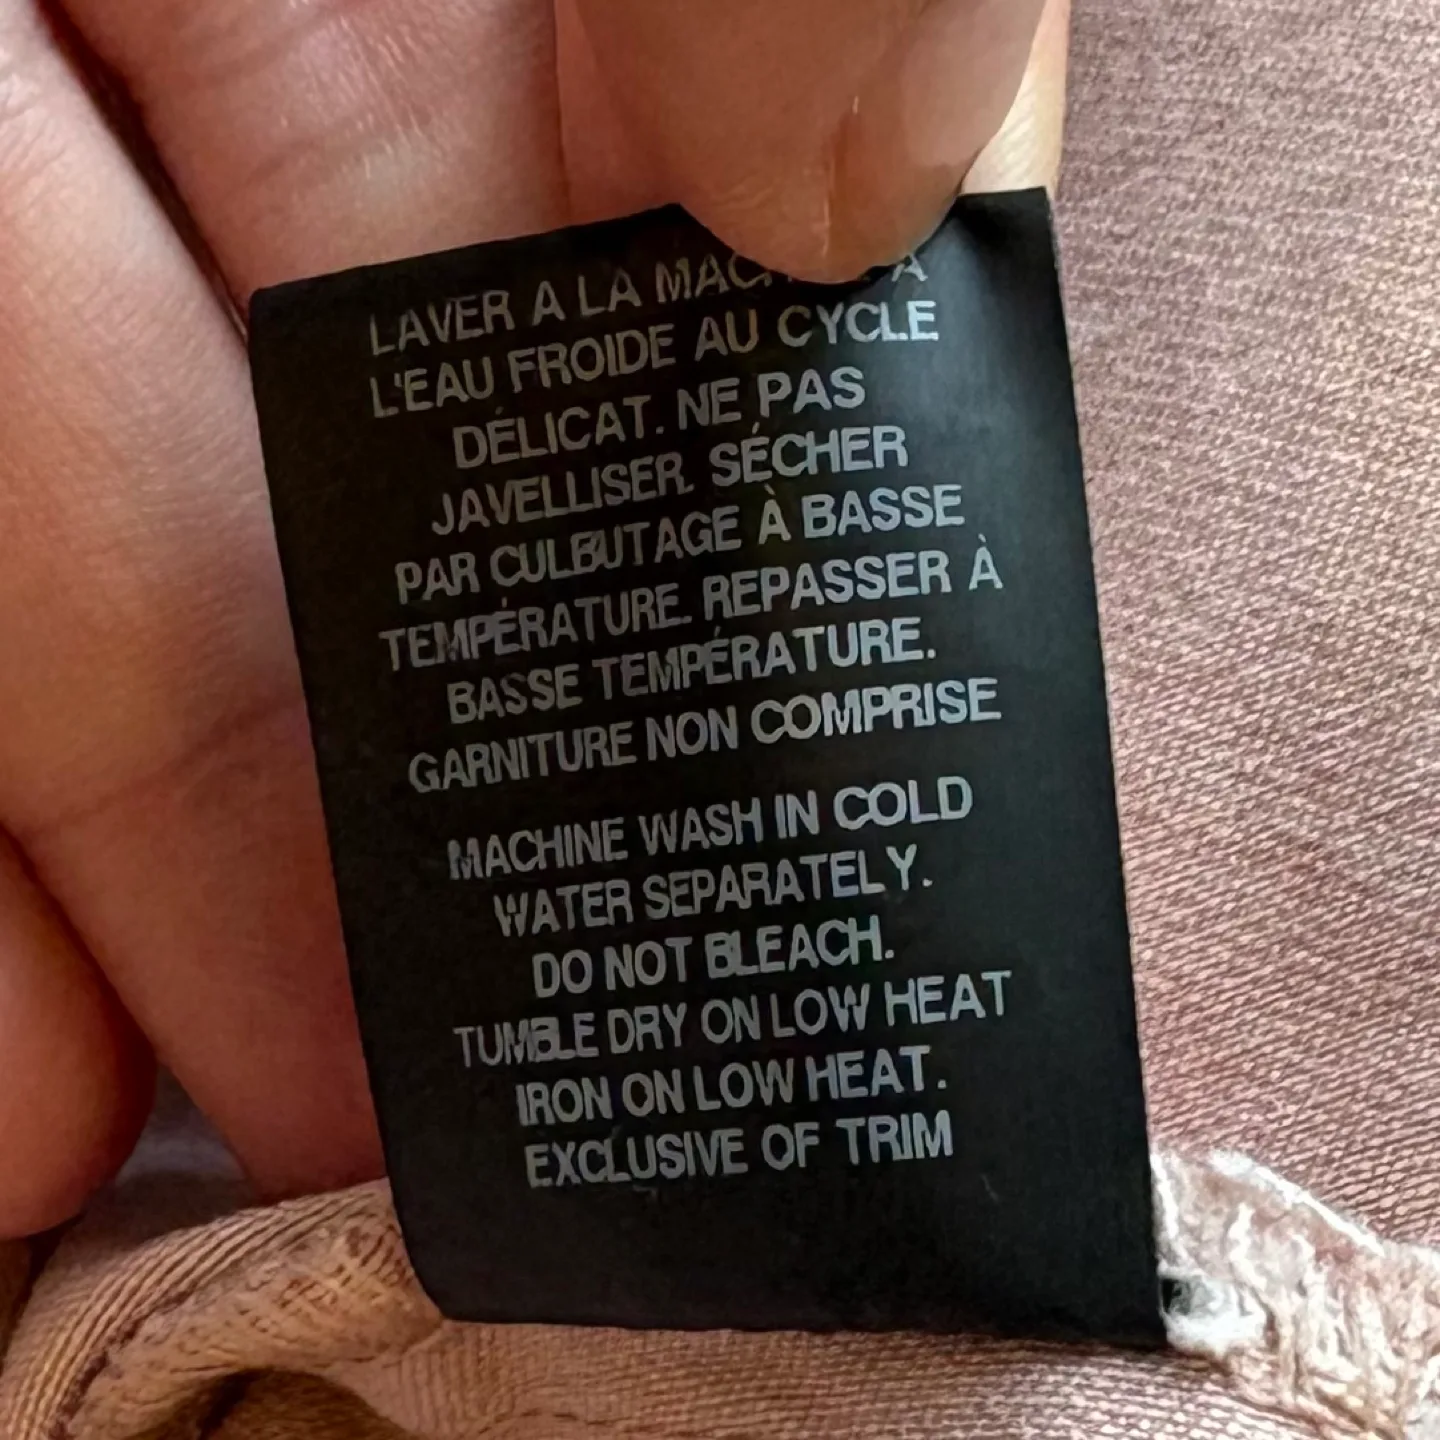 LAVER A LA À
L'EAU FROIDE AU CYCLE
DÉLICAT. NE PAS
JAVELLISER. SÉCHER
PAR CULBUTAGE À BASSE
TEMPÉRATURE. REPASSER À
BASSE TEMPÉRATURE.
GARNITURE NON COMPRISE
MACHINE WASH IN COLD
WATER SEPARATELY.
DO NOT BLEACH.
TUMBLE DRY ON LOW HEAT
IRON ON LOW HEAT.
EXCLUSIVE OF TRIM